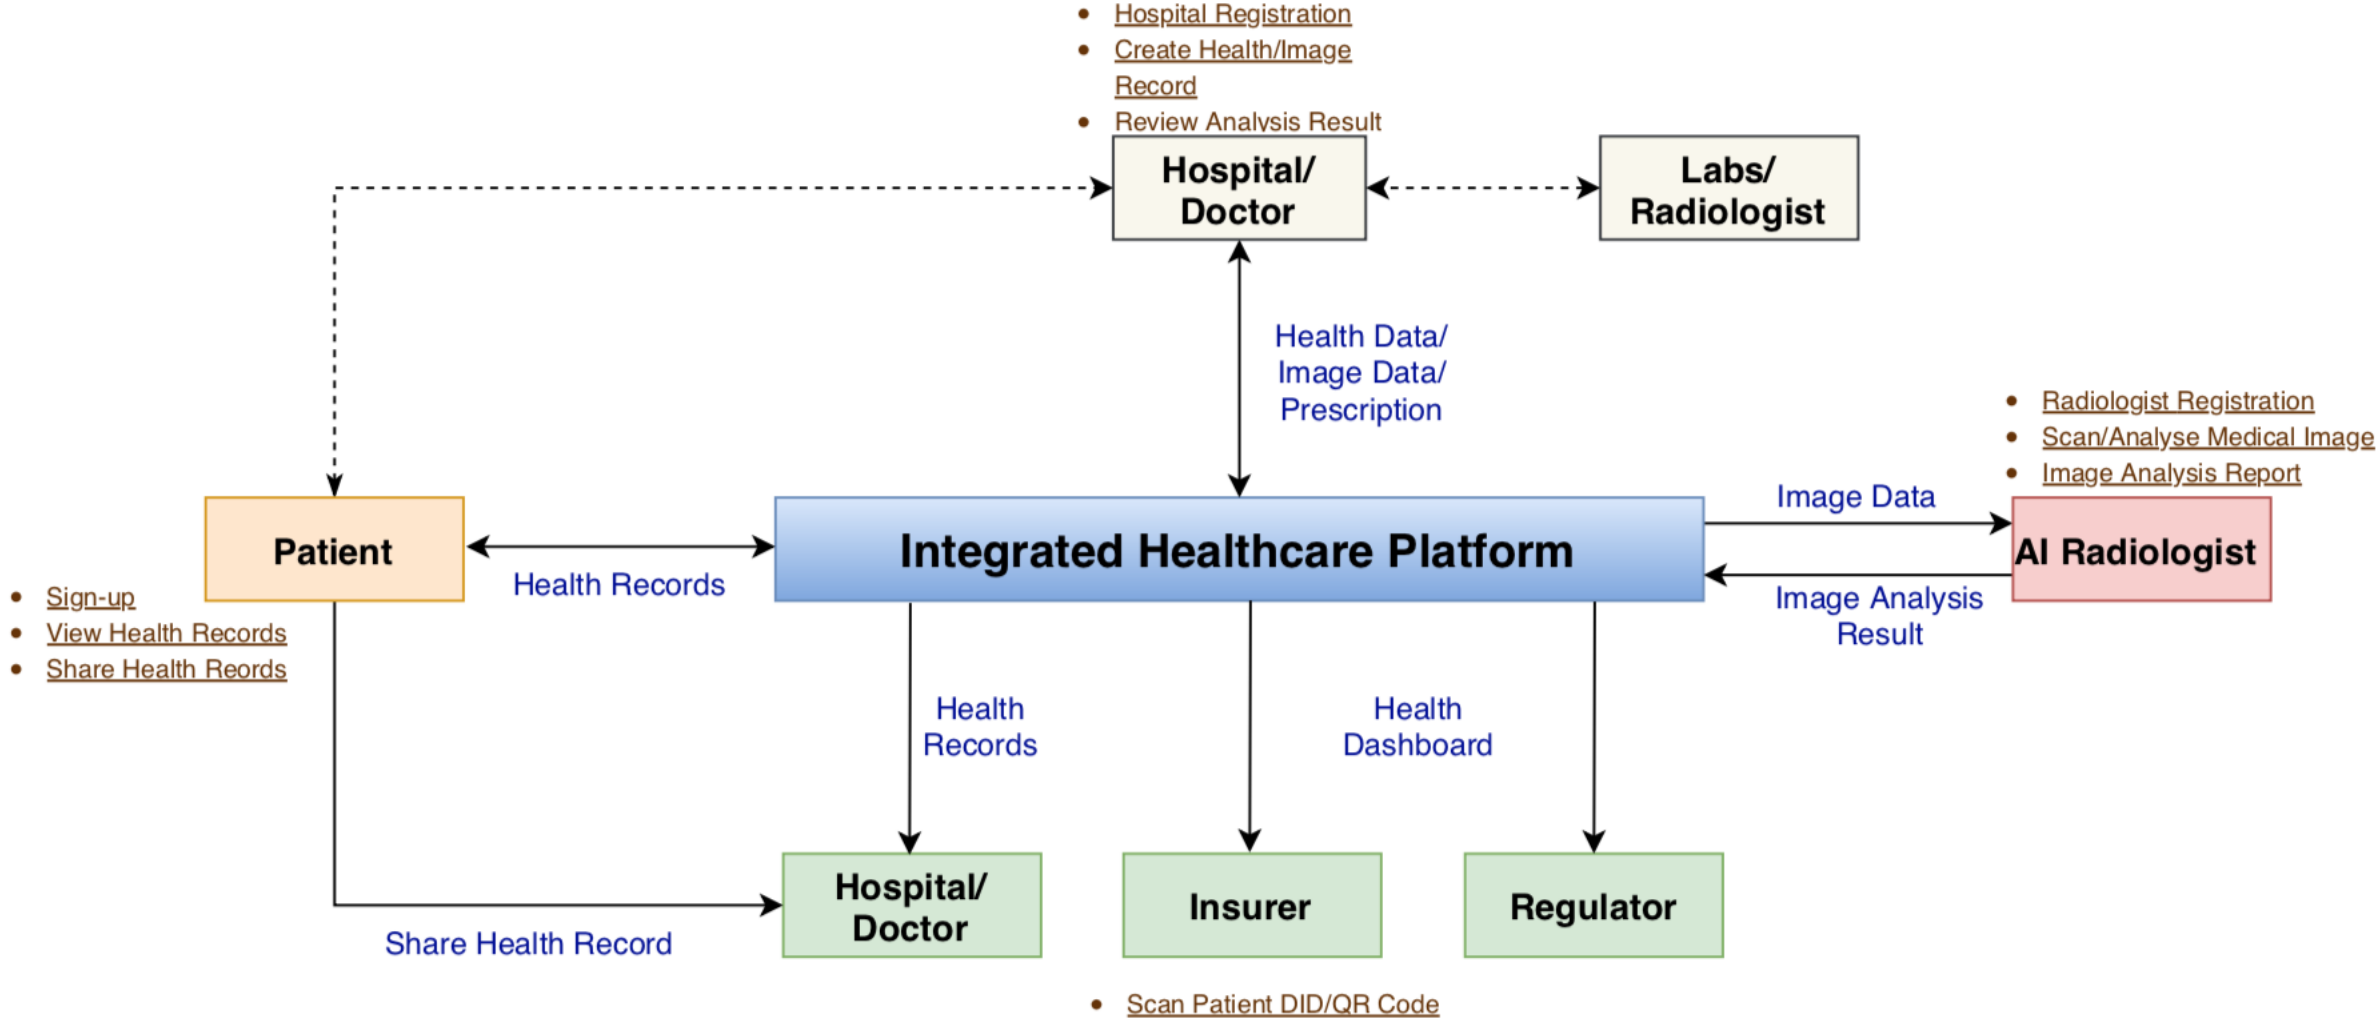 Hospital Registration
Create Health/Image
Record
Review Analysis Result
Hospital/
Doctor
Labs/
Radiologist
Health Data/
Image Data/
Prescription
Radiologist Registration
Scan/Analyse Medical Image
Image Analysis Report
Image Data
Patient
Integrated Healthcare Platform
AI Radiologist
Health Records
Image Analysis
Result
Sign-up
View Health Records
Share Health Reords
Health
Records
Health
Dashboard
Hospital/
Doctor
Insurer
Regulator
Share Health Record
Scan Patient DID/QR Code